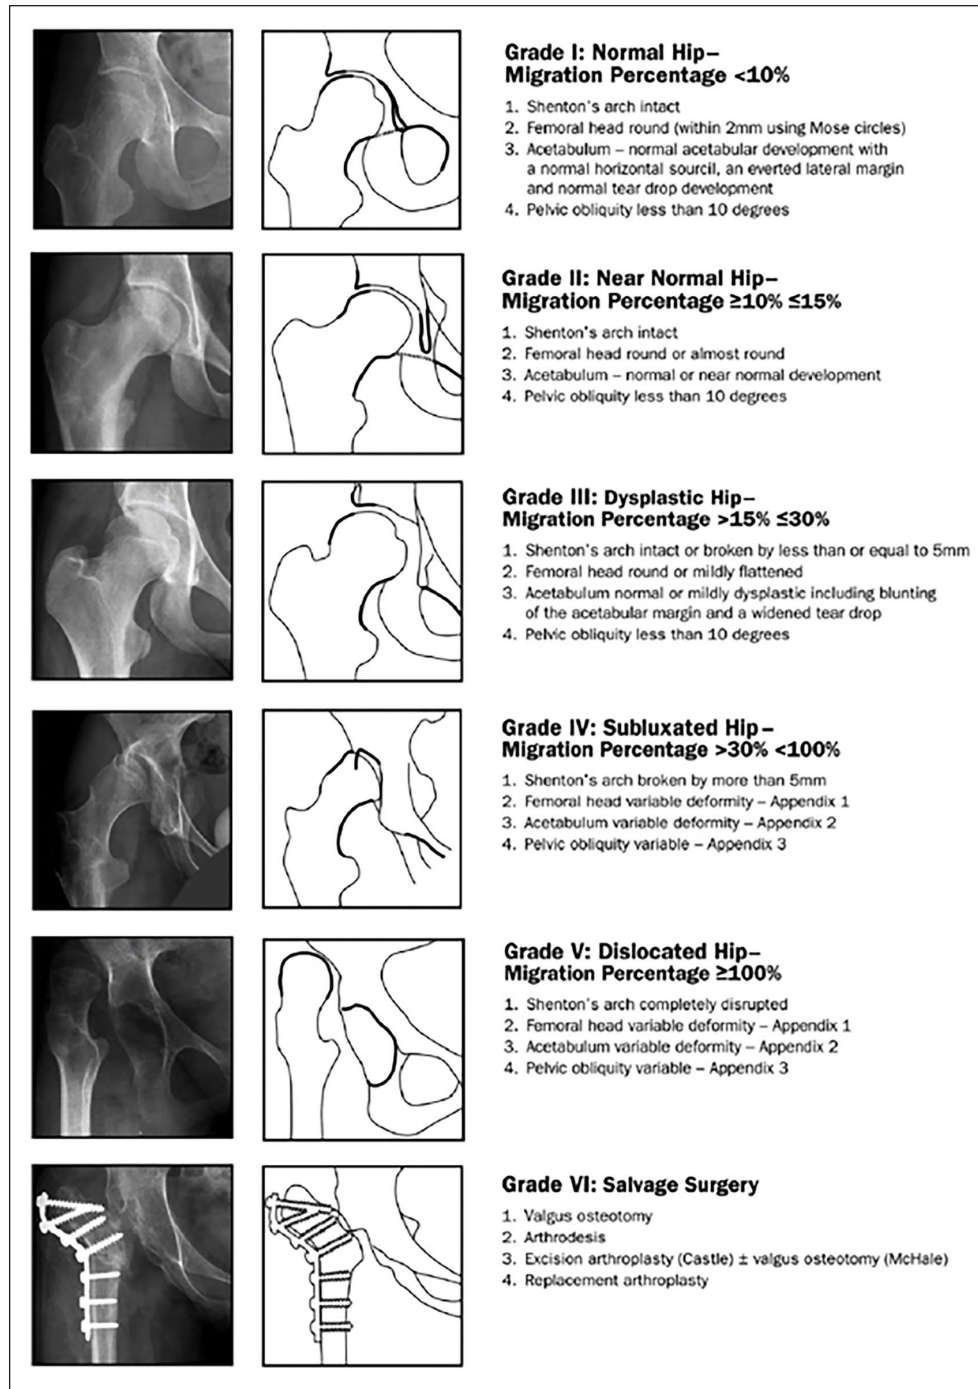 Grade I: Normal Hip–
Migration Percentage <10%
1. Shenton's arch intact
2. Femoral head round (within 2mm using Mose circles)
3. Acetabulum – normal acetabular development with
a normal horizontal sourcil, an everted lateral margin
and normal tear drop development
4. Pelvic obliquity less than 10 degrees
Grade II: Near Normal Hip–
Migration Percentage ≥10% ≤15%
1. Shenton's arch intact
2. Femoral head round or almost round
3. Acetabulum – normal or near normal development
4. Pelvic obliquity less than 10 degrees
Grade III: Dysplastic Hip–
Migration Percentage >15% ≤30%
1. Shenton's arch intact or broken by less than or equal to 5mm
2. Femoral head round or mildly flattened
3. Acetabulum normal or mildly dysplastic including blunting
of the acetabular margin and a widened tear drop
4. Pelvic obliquity less than 10 degrees
Grade IV: Subluxated Hip–
Migration Percentage >30% <100%
1. Shenton's arch broken by more than 5mm
2. Femoral head variable deformity – Appendix 1
3. Acetabulum variable deformity – Appendix 2
4. Pelvic obliquity variable – Appendix 3
Grade V: Dislocated Hip–
Migration Percentage ≥100%
1. Shenton's arch completely disrupted
2. Femoral head variable deformity – Appendix 1
3. Acetabulum variable deformity – Appendix 2
4. Pelvic obliquity variable – Appendix 3
Grade VI: Salvage Surgery
1. Valgus osteotomy
2. Arthrodesis
3. Excision arthroplasty (Castle) ± valgus osteotomy (McHale)
4. Replacement arthroplasty